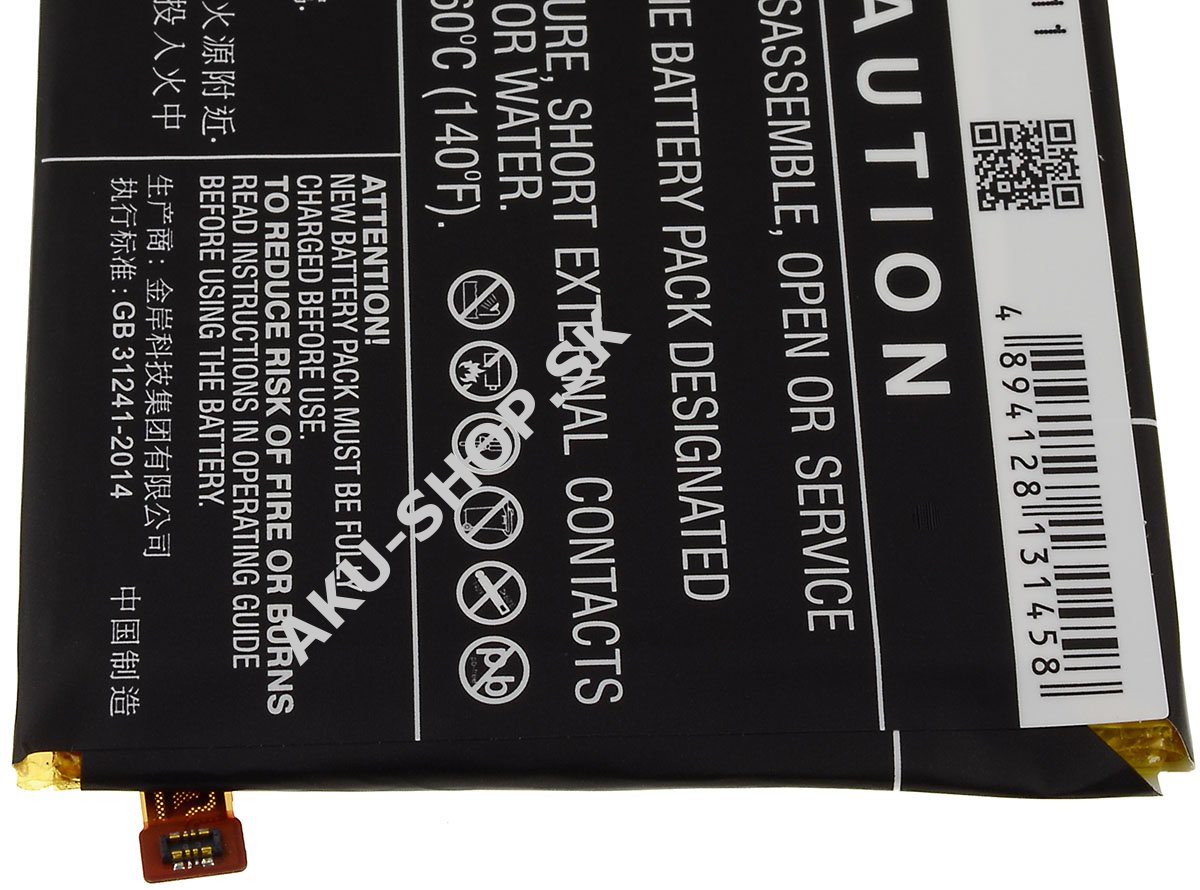 AUTION
SASSEMBLE, OPEN OR SERVICE
BATTERY PACK DESIGNATED
URE, SHORT EXTERNAL CONTACTS
OR WATER.
60°C (140°F).
火源附近.
投入火中
ATTENTION!
NEW BATTERY PACK MUST BE FULLY
CHARGED BEFORE USE.
TO REDUCE RISK OF FIRE OR BURNS
READ INSTRUCTIONS IN OPERATING GUIDE
BEFORE USING THE BATTERY.
生产商: 金岸科技集团有限公司
执行标准: GB 31241-2014 中国制造
Pb
4 894128 131458
11
AKU-SHOP.SK